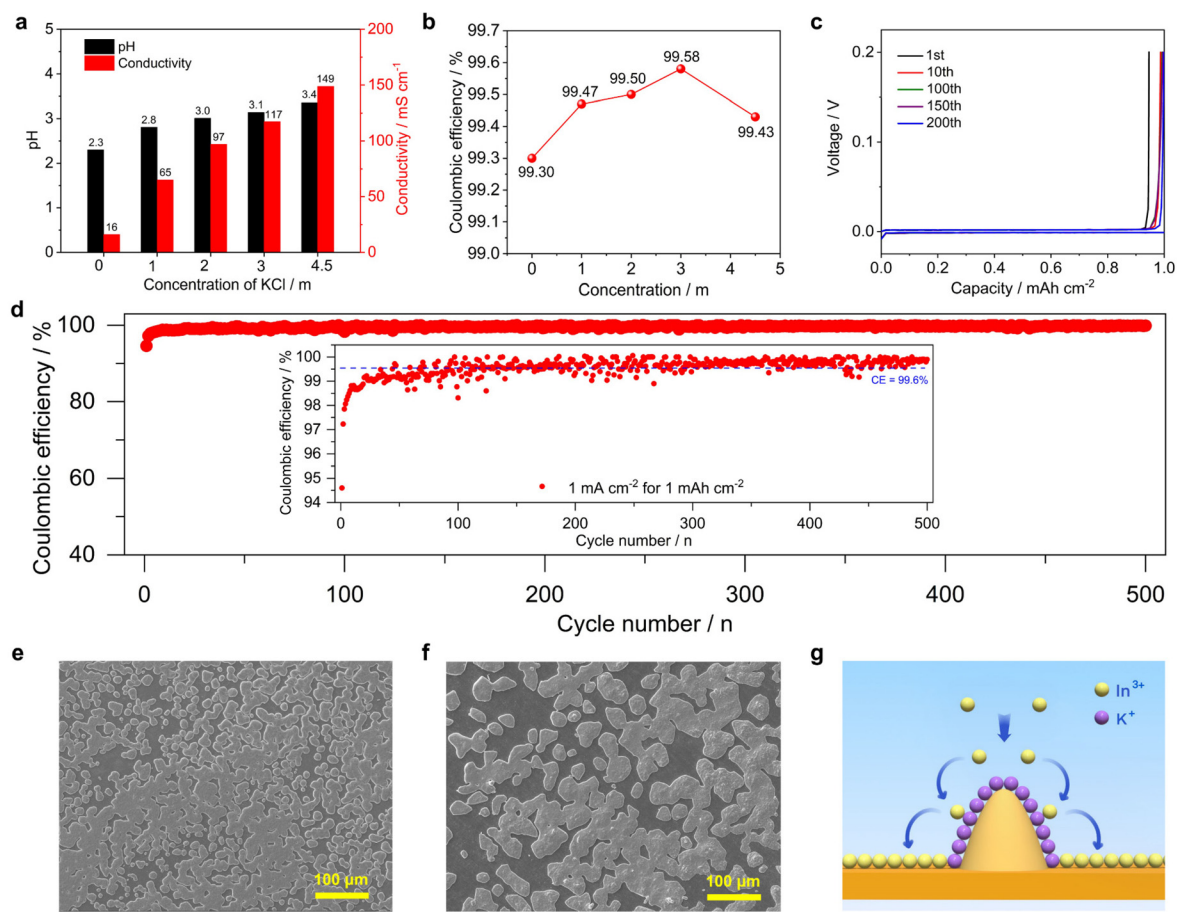 a
pH
Conductivity
5
4
3
2
1
0
pH
2.3
16
2.8
65
3.0
97
3.1
117
3.4
149
200
150
100
50
0
Conductivity / mS cm⁻¹
0 1 2 3 4.5
Concentration of KCl / m
b
99.7
99.6
99.5
99.4
99.3
99.2
99.1
99.0
Coulombic efficiency / %
99.30
99.47
99.50
99.58
99.43
0 1 2 3 4 5
Concentration / m
c
0.2
0.0
Voltage / V
1st
10th
100th
150th
200th
0.0 0.2 0.4 0.6 0.8 1.0
Capacity / mAh cm⁻²
d
100
80
60
40
Coulombic efficiency / %
100
99
98
97
96
95
94
Coulombic efficiency / %
CE = 99.6%
1 mA cm⁻² for 1 mAh cm⁻²
0 100 200 300 400 500
Cycle number / n
0 100 200 300 400 500
Cycle number / n
e
100 μm
f
100 μm
g
In³⁺
K⁺